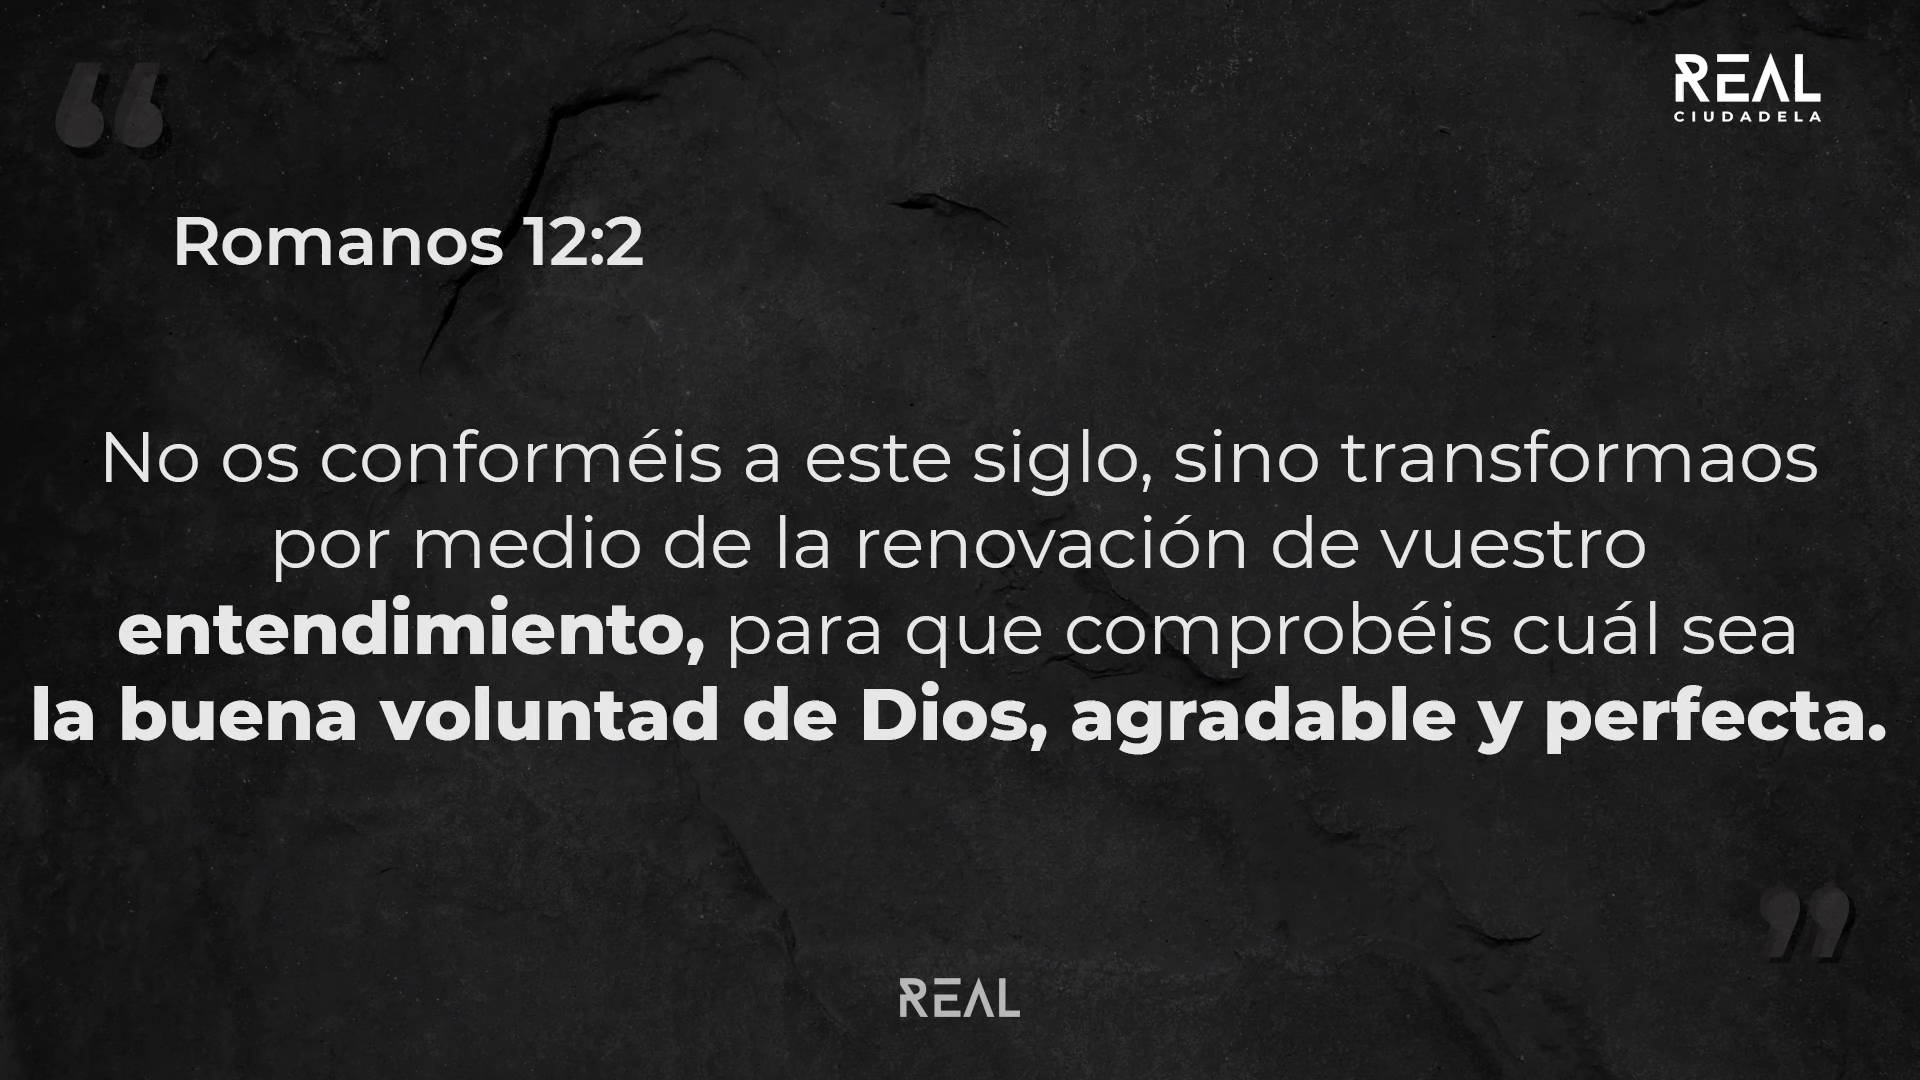 “
REAL
CIUDADELA
Romanos 12:2
No os conforméis a este siglo, sino transformaos
por medio de la renovación de vuestro
entendimiento, para que comprobéis cuál sea
la buena voluntad de Dios, agradable y perfecta.
”
REAL